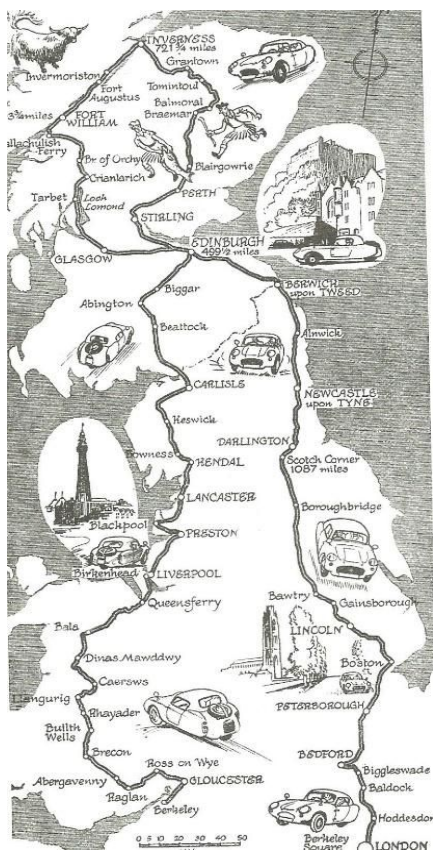 INVERNESS
721¾ miles
Grantown
Invermoriston
Tomintoul
Fort
Augustus
Balmoral
Braemar
¾ miles
FORT
WILLIAM
Ferry
Br of Orchy
Blairgowrie
Crianlarich
PERTH
Tarbet
Loch
Lomond
STIRLING
EDINBURGH
499½ miles
GLASGOW
BERWICK
upon TWEED
Biggar
Abington
Beattock
Alnwick
CARLISLE
NEWCASTLE
upon TYNE
Keswick
DARLINGTON
Bowness
KENDAL
Scotch Corner
1087 miles
LANCASTER
Boroughbridge
Blackpool
PRESTON
Birkenhead
LIVERPOOL
Bawtry
Queensferry
Gainsborough
LINCOLN
Bala
Boston
Dinas Mawddwy
Caersws
PETERBOROUGH
Llangurig
Rhayader
Builth
Wells
BEDFORD
Brecon
Ross on Wye
Biggleswade
Abergavenny
GLOUCESTER
Baldock
Raglan
Berkeley
Hoddesdon
0 5 10 20 30 40 50
Berkeley
Square
LONDON